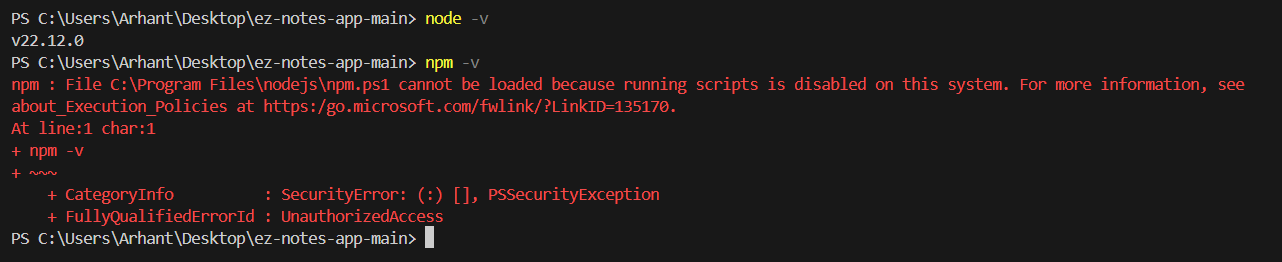 PS C:\Users\Arhant\Desktop\ez-notes-app-main> node -v
v22.12.0
PS C:\Users\Arhant\Desktop\ez-notes-app-main> npm -v
npm : File C:\Program Files\nodejs\npm.ps1 cannot be loaded because running scripts is disabled on this system. For more information, see
about_Execution_Policies at https:/go.microsoft.com/fwlink/?LinkID=135170.
At line:1 char:1
+ npm -v
+ ~~~
    + CategoryInfo          : SecurityError: (:) [], PSSecurityException
    + FullyQualifiedErrorId : UnauthorizedAccess
PS C:\Users\Arhant\Desktop\ez-notes-app-main>